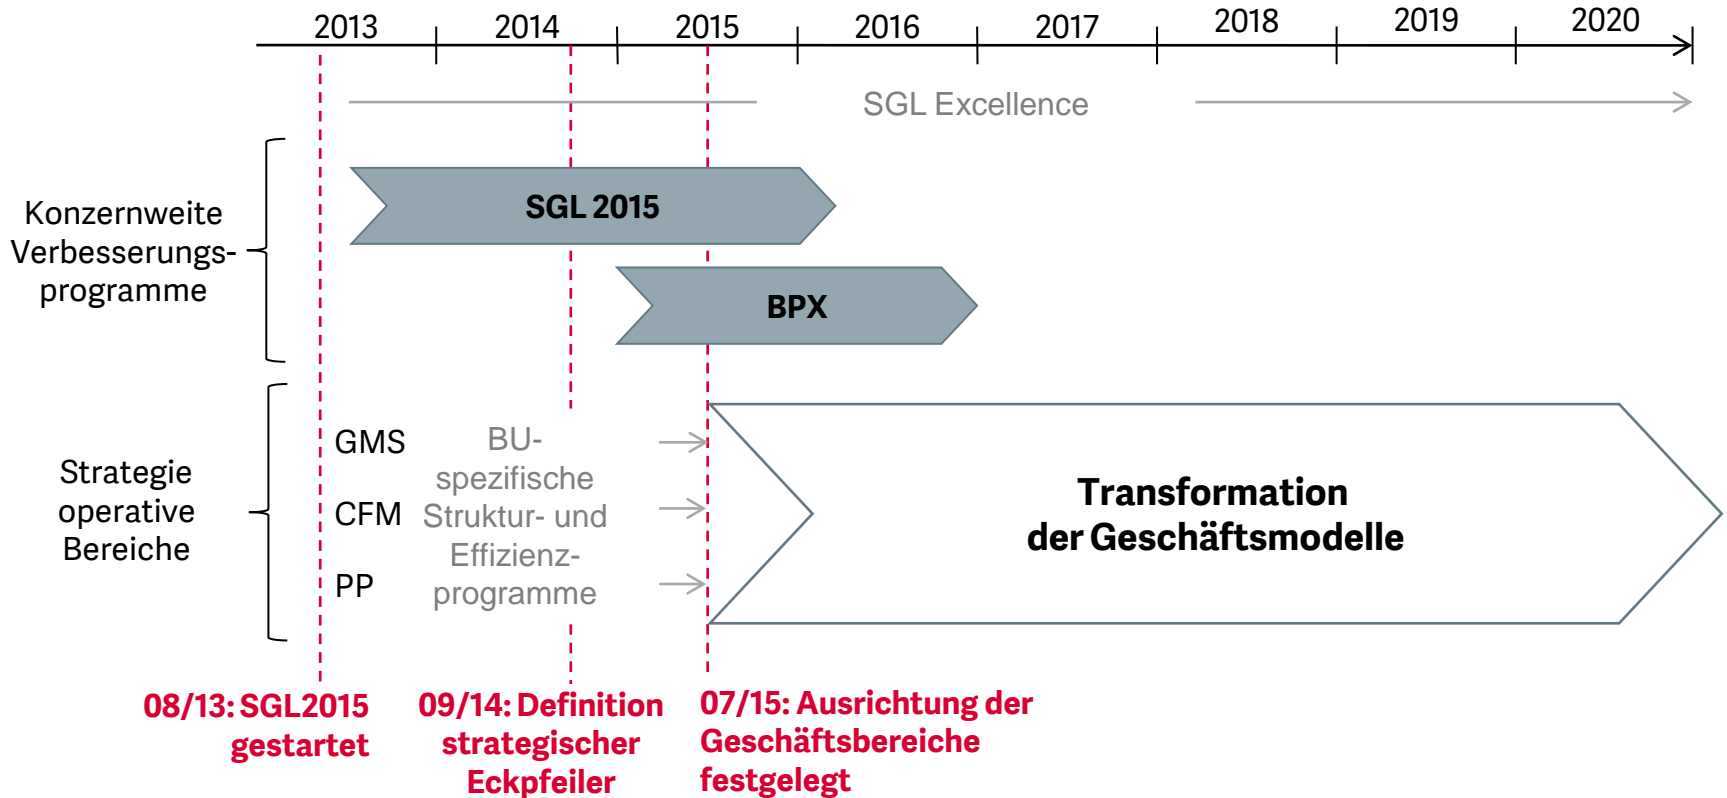 2013 2014 2015 2016 2017 2018 2019 2020
SGL Excellence
Konzernweite
Verbesserungs-
programme
SGL 2015
BPX
Strategie
operative
Bereiche
GMS
CFM
PP
BU-
spezifische
Struktur- und
Effizienz-
programme
Transformation
der Geschäftsmodelle
08/13: SGL2015
gestartet
09/14: Definition
strategischer
Eckpfeiler
07/15: Ausrichtung der
Geschäftsbereiche
festgelegt